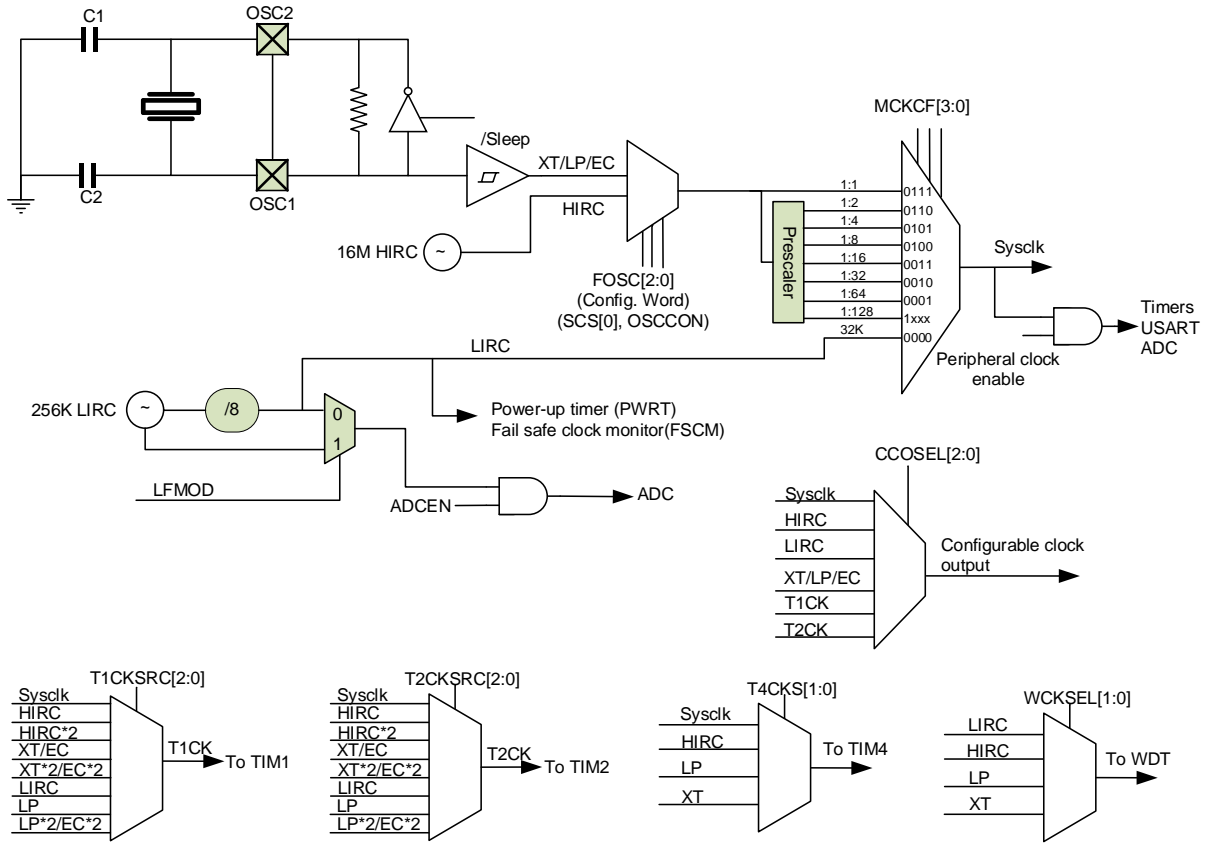 C1
OSC2
C2
OSC1
/Sleep
XT/LP/EC
HIRC
16M HIRC
~
FOSC[2:0]
(Config. Word)
(SCS[0], OSCCON)
MCKCF[3:0]
Prescaler
1:1
0111
1:2
0110
1:4
0101
1:8
0100
1:16
0011
1:32
0010
1:64
0001
1:128
1xxx
32K
0000
Sysclk
Timers
USART
ADC
Peripheral clock
enable
LIRC
256K LIRC
~
/8
0
1
LFMOD
Power-up timer (PWRT)
Fail safe clock monitor(FSCM)
ADCEN
ADC
CCOSEL[2:0]
Sysclk
HIRC
LIRC
XT/LP/EC
T1CK
T2CK
Configurable clock
output
T1CKSRC[2:0]
Sysclk
HIRC
HIRC*2
XT/EC
XT*2/EC*2
LIRC
LP
LP*2/EC*2
T1CK
To TIM1
T2CKSRC[2:0]
Sysclk
HIRC
HIRC*2
XT/EC
XT*2/EC*2
LIRC
LP
LP*2/EC*2
T2CK
To TIM2
T4CKS[1:0]
Sysclk
HIRC
LP
XT
To TIM4
WCKSEL[1:0]
LIRC
HIRC
LP
XT
To WDT